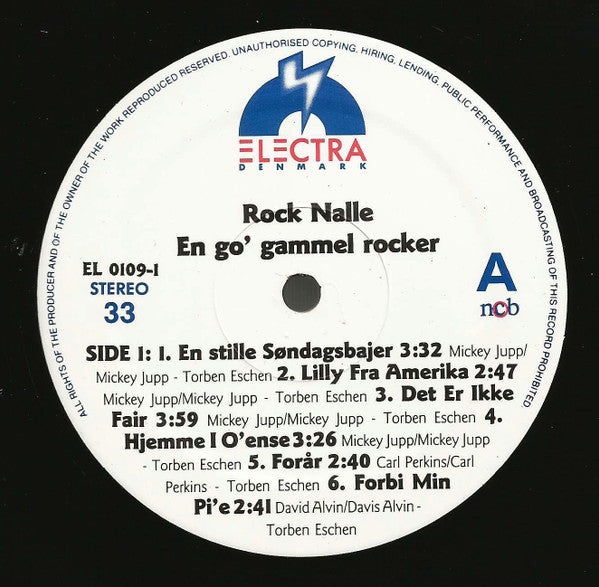 ALL RIGHTS OF THE PRODUCER AND OF THE OWNER OF THE WORK REPRODUCED RESERVED. UNAUTHORISED COPYING, HIRING, LENDING, PUBLIC PERFORMANCE AND BROADCASTING OF THIS RECORD PROHIBITED
ELECTRA
DENMARK
Rock Nalle
En go' gammel rocker
EL 0109-1
STEREO
33
A
ncb
SIDE 1: 1. En stille Søndagsbajer 3:32 Mickey Jupp/
Mickey Jupp - Torben Eschen 2. Lilly Fra Amerika 2:47
Mickey Jupp/Mickey Jupp - Torben Eschen 3. Det Er Ikke
Fair 3:59 Mickey Jupp/Mickey Jupp - Torben Eschen 4.
Hjemme I O'ense 3:26 Mickey Jupp/Mickey Jupp
- Torben Eschen 5. Forår 2:40 Carl Perkins/Carl
Perkins - Torben Eschen 6. Forbi Min
Pi'e 2:41 David Alvin/Davis Alvin -
Torben Eschen